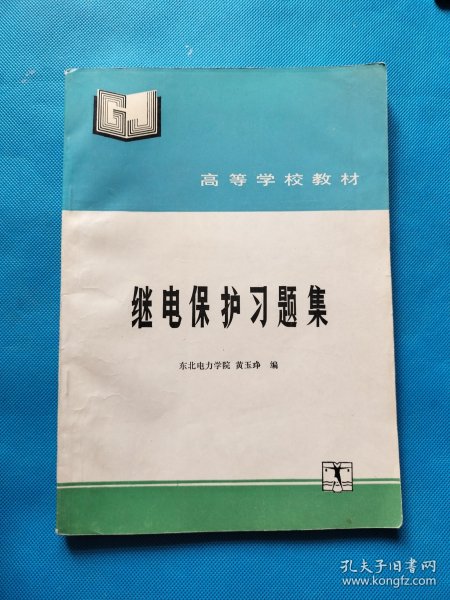 GJ
高等学校教材
继电保护习题集
东北电力学院 黄玉琤 编
孔夫子旧书网
www.kongfz.com